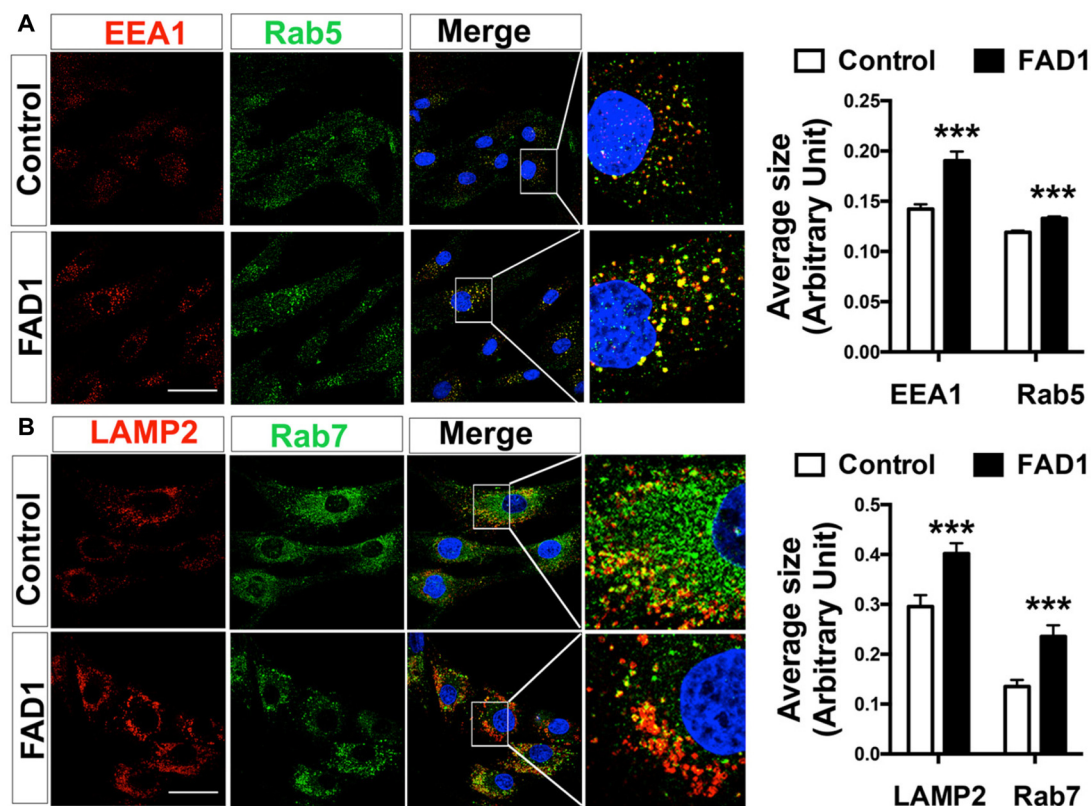 A
EEA1 Rab5 Merge
Control
FAD1
Control FAD1
Average size
(Arbitrary Unit)
0.25
0.20
0.15
0.10
0.05
0.00
***
***
EEA1 Rab5
B
LAMP2 Rab7 Merge
Control
FAD1
Control FAD1
Average size
(Arbitrary Unit)
0.5
0.4
0.3
0.2
0.1
0.0
***
***
LAMP2 Rab7